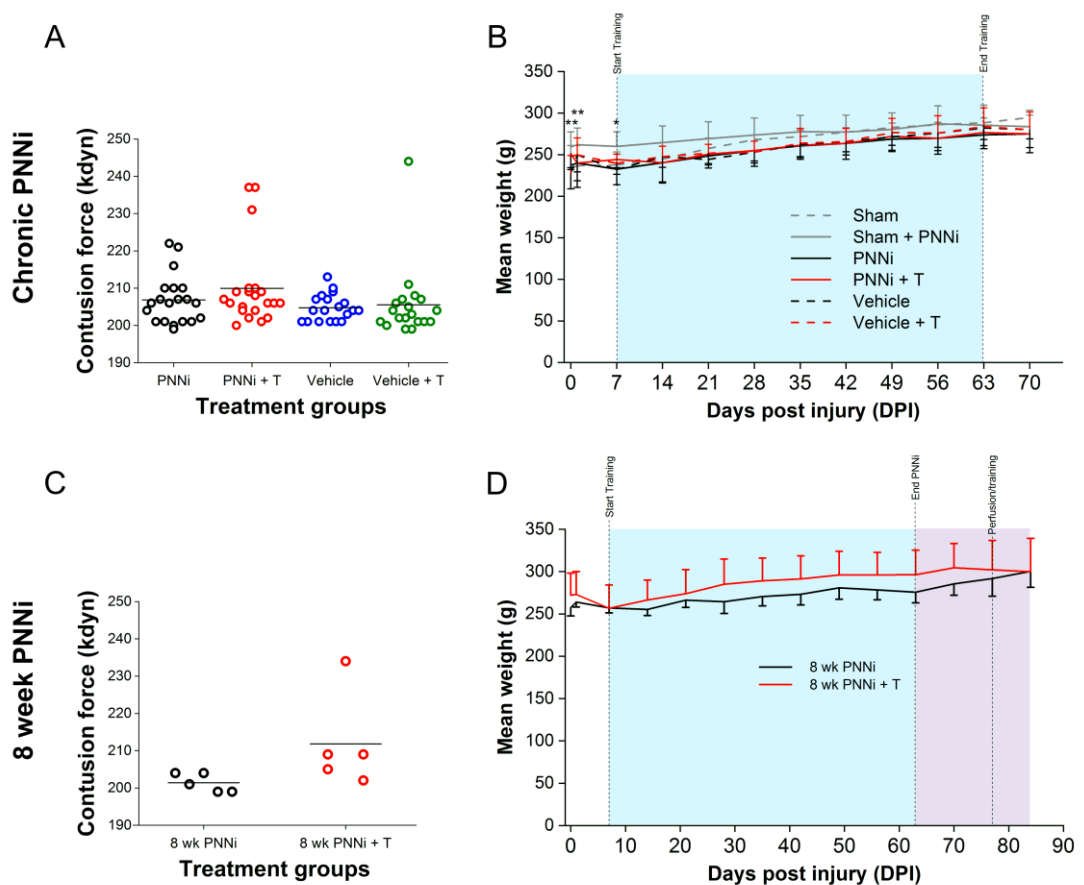 Chronic PNNi
A
Contusion force (kdyn)
250
240
230
220
210
200
190
PNNi
PNNi + T
Vehicle
Vehicle + T
Treatment groups
B
Start Training
End Training
Mean weight (g)
350
300
250
200
150
100
50
0
**
**
*
Sham
Sham + PNNi
PNNi
PNNi + T
Vehicle
Vehicle + T
0 7 14 21 28 35 42 49 56 63 70
Days post injury (DPI)
8 week PNNi
C
Contusion force (kdyn)
250
240
230
220
210
200
190
8 wk PNNi
8 wk PNNi + T
Treatment groups
D
Start Training
End PNNi
Perfusion/training
Mean weight (g)
350
300
250
200
150
100
50
0
8 wk PNNi
8 wk PNNi + T
0 10 20 30 40 50 60 70 80 90
Days post injury (DPI)